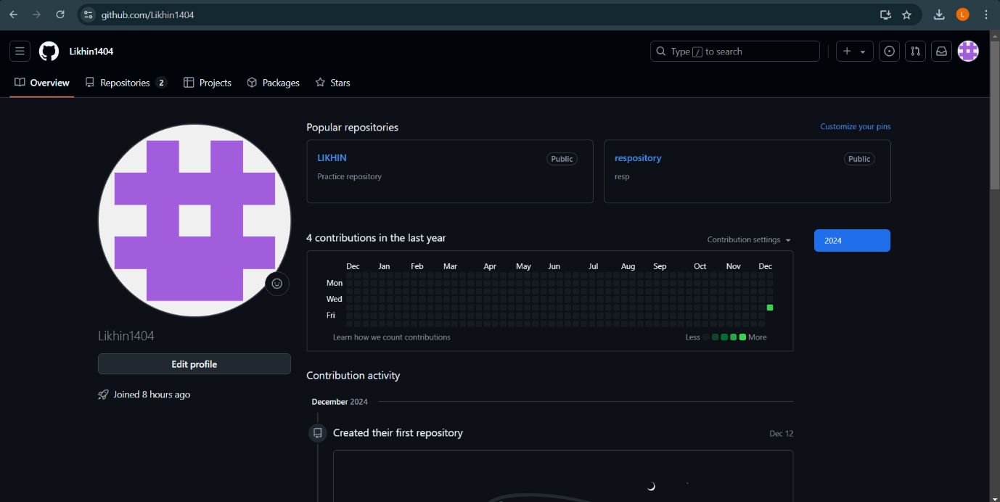 github.com/Likhin1404
L
Likhin1404
Type / to search
Overview
Repositories 2
Projects
Packages
Stars
Popular repositories
Customize your pins
LIKHIN
Public
Practice repository
respository
Public
resp
4 contributions in the last year
Contribution settings
2024
Dec Jan Feb Mar Apr May Jun Jul Aug Sep Oct Nov Dec
Mon
Wed
Fri
Learn how we count contributions
Less More
Likhin1404
Edit profile
Joined 8 hours ago
Contribution activity
December 2024
Created their first repository
Dec 12